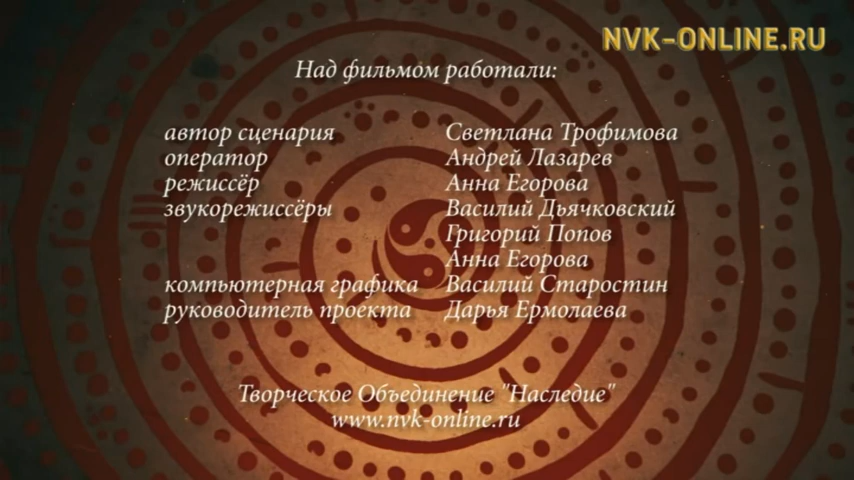 NVK-ONLINE.RU
Над фильмом работали:
автор сценария Светлана Трофимова
оператор Андрей Лазарев
режиссёр Анна Егорова
звукорежиссёры Василий Дьячковский
Григорий Попов
Анна Егорова
компьютерная графика Василий Старостин
руководитель проекта Дарья Ермолаева
Творческое Объединение "Наследие"
www.nvk-online.ru